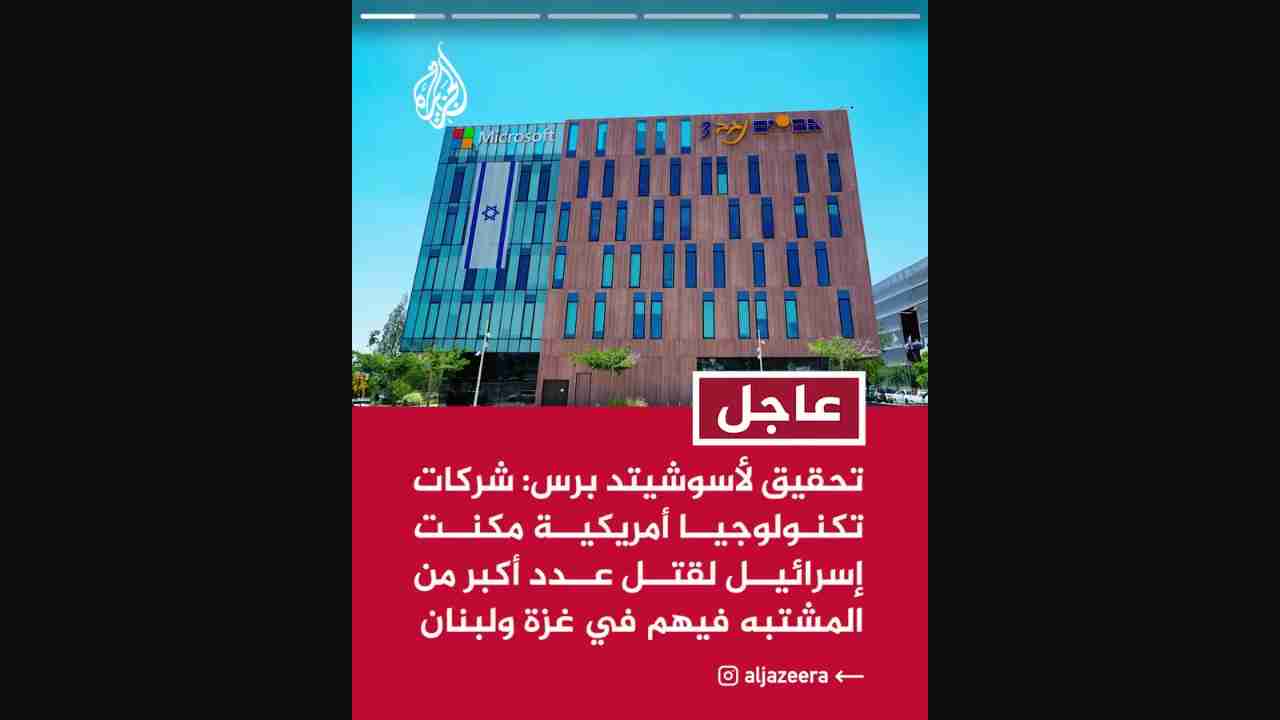 Microsoft
عاجل
تحقيق لأسوشيتد برس: شركات
تكنولوجيا أمريكية مكنت
إسرائيل لقتل عدد أكبر من
المشتبه فيهم في غزة ولبنان
aljazeera